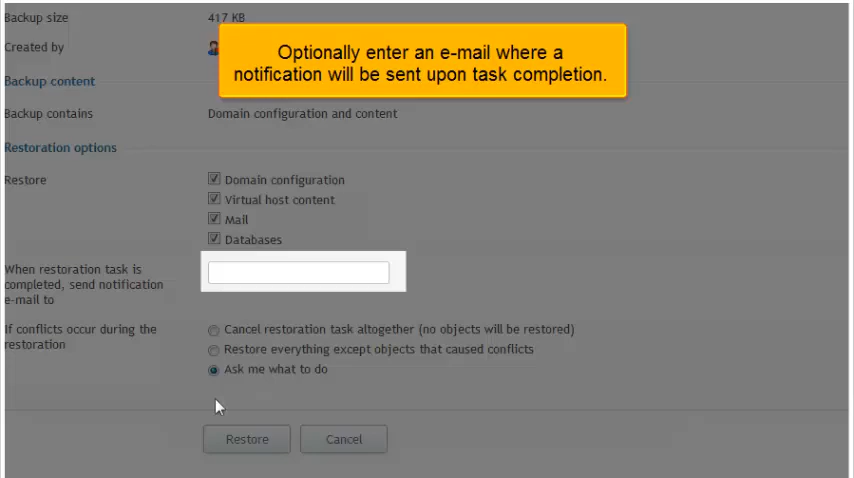 Backup size 417 KB
Created by
Optionally enter an e-mail where a
notification will be sent upon task completion.
Backup content
Backup contains Domain configuration and content
Restoration options
Restore Domain configuration
Virtual host content
Mail
Databases
When restoration task is
completed, send notification
e-mail to
If conflicts occur during the
restoration
Cancel restoration task altogether (no objects will be restored)
Restore everything except objects that caused conflicts
Ask me what to do
Restore Cancel